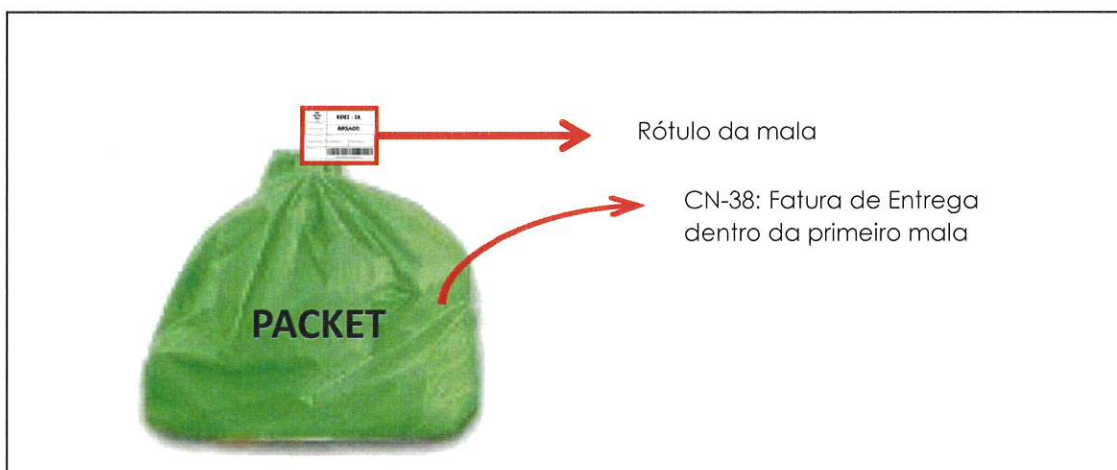 Rótulo da mala
CN-38: Fatura de Entrega
dentro da primeiro mala
PACKET